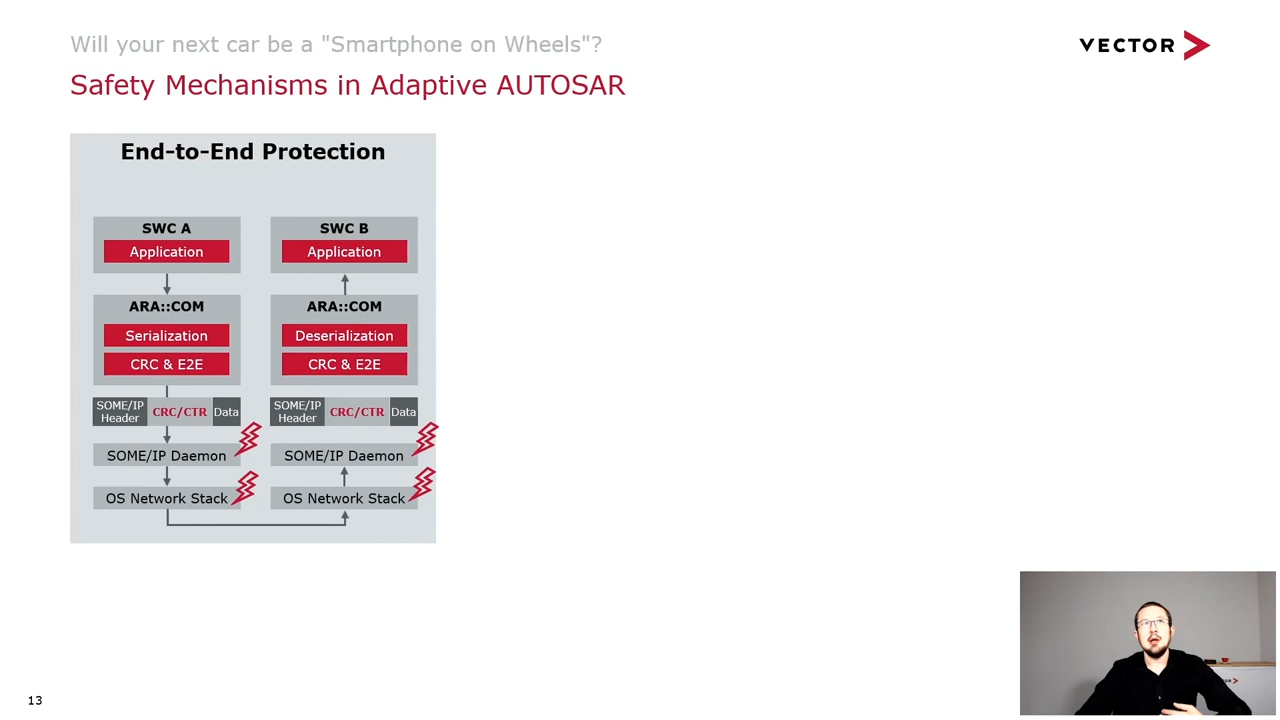 Will your next car be a "Smartphone on Wheels"?
VECTOR
Safety Mechanisms in Adaptive AUTOSAR
End-to-End Protection
SWC A
Application
SWC B
Application
ARA::COM
Serialization
CRC & E2E
ARA::COM
Deserialization
CRC & E2E
SOME/IP
Header
CRC/CTR
Data
SOME/IP
Header
CRC/CTR
Data
SOME/IP Daemon
SOME/IP Daemon
OS Network Stack
OS Network Stack
13